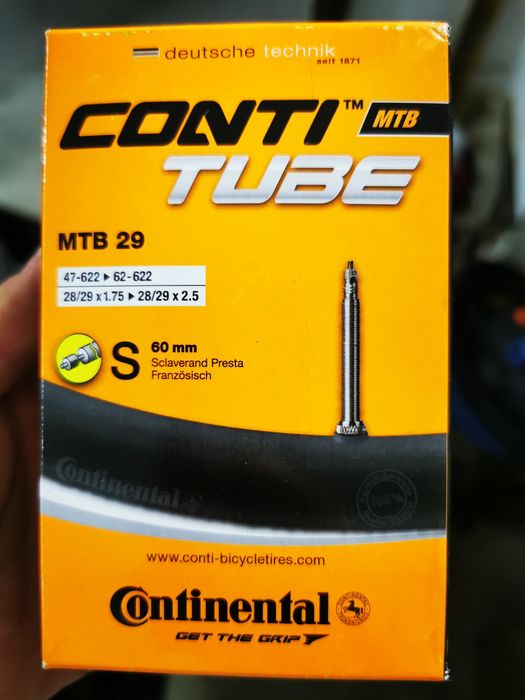 deutsche technik
seit 1871
CONTI™ MTB
TUBE
MTB 29
47-622 ▸ 62-622
28/29 x 1.75 ▸ 28/29 x 2.5
S
60 mm
Sclaverand Presta
Französisch
Continental
100%
www.conti-bicycletires.com
Continental
GET THE GRIP